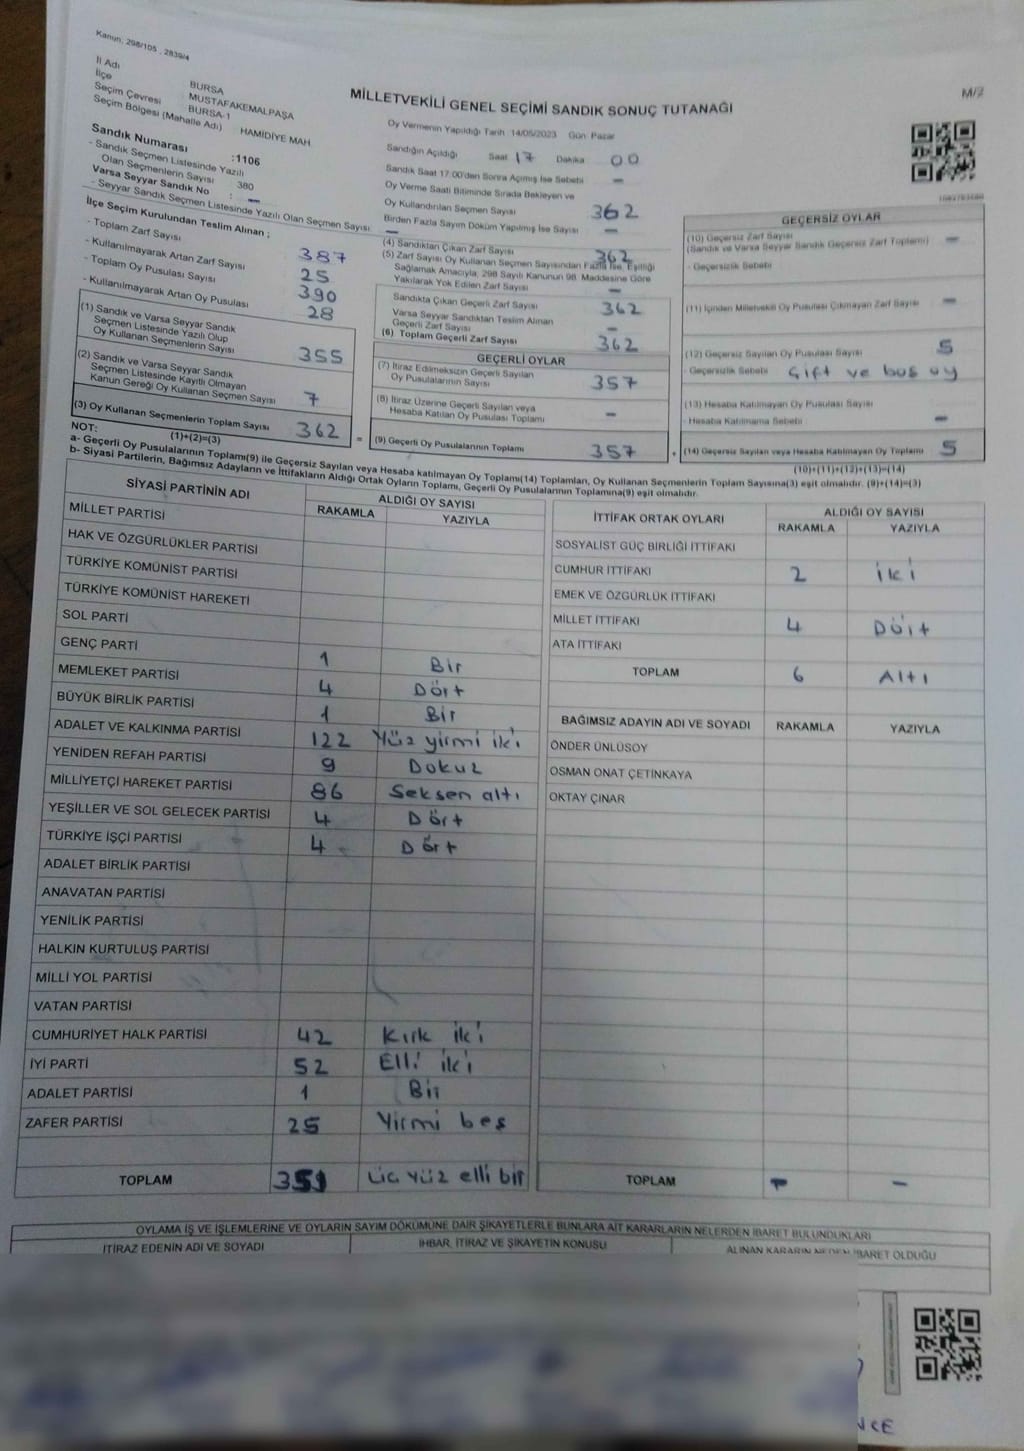 Kanun; 298/105 , 2839/4
M/2
MİLLETVEKİLİ GENEL SEÇİMİ SANDIK SONUÇ TUTANAĞI
İl Adı BURSA
İlçe MUSTAFAKEMALPAŞA
Seçim Çevresi : BURSA-1
Seçim Bölgesi (Mahalle Adı) HAMİDİYE MAH
Sandık Numarası :1106
- Sandık Seçmen Listesinde Yazılı
Olan Seçmenlerin Sayısı 380
Varsa Seyyar Sandık No : -
- Seyyar Sandık Seçmen Listesinde Yazılı Olan Seçmen Sayısı -
İlçe Seçim Kurulundan Teslim Alınan ;
- Toplam Zarf Sayısı 387
- Kullanılmayarak Artan Zarf Sayısı 25
- Toplam Oy Pusulası Sayısı 390
- Kullanılmayarak Artan Oy Pusulası 28
(1) Sandık ve Varsa Seyyar Sandık
Seçmen Listesinde Yazılı Olup
Oy Kullanan Seçmenlerin Sayısı 355
(2) Sandık ve Varsa Seyyar Sandık
Seçmen Listesinde Kayıtlı Olmayan
Kanun Gereği Oy Kullanan Seçmen Sayısı 7
(3) Oy Kullanan Seçmenlerin Toplam Sayısı 362
(1)+(2)=(3)
Oy Vermenin Yapıldığı Tarih 14/05/2023 Gün Pazar
Sandığın Açıldığı Saat 17 Dakika 00
Sandık Saat 17:00'den Sonra Açımış İse Sebebi -
Oy Verme Saati Bitiminde Sırada Bekleyen ve
Oy Kullandırılan Seçmen Sayısı 362
Birden Fazla Sayım Döküm Yapılmış İse Sayısı -
(4) Sandıktan Çıkan Zarf Sayısı 362
(5) Zarf Sayısı Oy Kullanan Seçmen Sayısından Fazla İse, Eşitliği
Sağlamak Amacıyla, 298 Sayılı Kanunun 98. Maddesine Göre
Yakılarak Yok Edilen Zarf Sayısı -
Sandıkta Çıkan Geçerli Zarf Sayısı 362
Varsa Seyyar Sandıktan Teslim Alınan
Geçerli Zarf Sayısı -
(6) Toplam Geçerli Zarf Sayısı 362
GEÇERLİ OYLAR
(7) İtiraz Edilmeksizin Geçerli Sayılan
Oy Pusulalarının Sayısı 357
(8) İtiraz Üzerine Geçerli Sayılan veya
Hesaba Katılan Oy Pusulası Toplamı -
= (9) Geçerli Oy Pusulalarının Toplamı 357 +
GEÇERSİZ OYLAR
(10) Geçersiz Zarf Sayısı -
(Sandık ve Varsa Seyyar Sandık Geçersiz Zarf Toplamı)
- Geçersizlik Sebebi
(11) İçinden Milletvekili Oy Pusulası Çıkmayan Zarf Sayısı -
(12) Geçersiz Sayılan Oy Pusulası Sayısı 5
- Geçersizlik Sebebi Çift ve boş oy
(13) Hesaba Katılmayan Oy Pusulası Sayısı
- Hesaba Katılmama Sebebi -
(14) Geçersiz Sayılan veya Hesaba Katılmayan Oy Toplamı 5
(10)+(11)+(12)+(13)=(14)
NOT:
a- Geçerli Oy Pusulalarının Toplamı(9) ile Geçersiz Sayılan veya Hesaba katılmayan Oy Toplamı(14) Toplamları, Oy Kullanan Seçmenlerin Toplam Sayısına(3) eşit olmalıdır. (9)+(14)=(3)
b- Siyasi Partilerin, Bağımsız Adayların ve İttifakların Aldığı Ortak Oyların Toplamı, Geçerli Oy Pusulalarının Toplamına(9) eşit olmalıdır.
SİYASİ PARTİNİN ADI ALDIĞI OY SAYISI
RAKAMLA YAZIYLA
MİLLET PARTİSİ
HAK VE ÖZGÜRLÜKLER PARTİSİ
TÜRKİYE KOMÜNİST PARTİSİ
TÜRKİYE KOMÜNİST HAREKETİ
SOL PARTİ
GENÇ PARTİ 1 Bir
MEMLEKET PARTİSİ 4 Dört
BÜYÜK BİRLİK PARTİSİ 1 Bir
ADALET VE KALKINMA PARTİSİ 122 Yüz yirmi iki
YENİDEN REFAH PARTİSİ 9 Dokuz
MİLLİYETÇİ HAREKET PARTİSİ 86 Seksen altı
YEŞİLLER VE SOL GELECEK PARTİSİ 4 Dört
TÜRKİYE İŞÇİ PARTİSİ 4 Dört
ADALET BİRLİK PARTİSİ
ANAVATAN PARTİSİ
YENİLİK PARTİSİ
HALKIN KURTULUŞ PARTİSİ
MİLLİ YOL PARTİSİ
VATAN PARTİSİ
CUMHURİYET HALK PARTİSİ 42 Kırk iki
İYİ PARTİ 52 Elli iki
ADALET PARTİSİ 1 Bir
ZAFER PARTİSİ 25 Yirmi beş
TOPLAM 351 Üç yüz elli bir
İTTİFAK ORTAK OYLARI ALDIĞI OY SAYISI
RAKAMLA YAZIYLA
SOSYALİST GÜÇ BİRLİĞİ İTTİFAKI
CUMHUR İTTİFAKI 2 iki
EMEK VE ÖZGÜRLÜK İTTİFAKI
MİLLET İTTİFAKI 4 Dört
ATA İTTİFAKI
TOPLAM 6 Altı
BAĞIMSIZ ADAYIN ADI VE SOYADI RAKAMLA YAZIYLA
ÖNDER ÜNLÜSOY
OSMAN ONAT ÇETİNKAYA
OKTAY ÇINAR
TOPLAM - -
OYLAMA İŞ VE İŞLEMLERİNE VE OYLARIN SAYIM DÖKÜMÜNE DAİR ŞİKAYETLERLE BUNLARA AİT KARARLARIN NELERDEN İBARET BULUNDUKLARI
İTİRAZ EDENİN ADI VE SOYADI İHBAR, İTİRAZ VE ŞİKAYETİN KONUSU ALINAN KARARIN NEDEN İBARET OLDUĞU